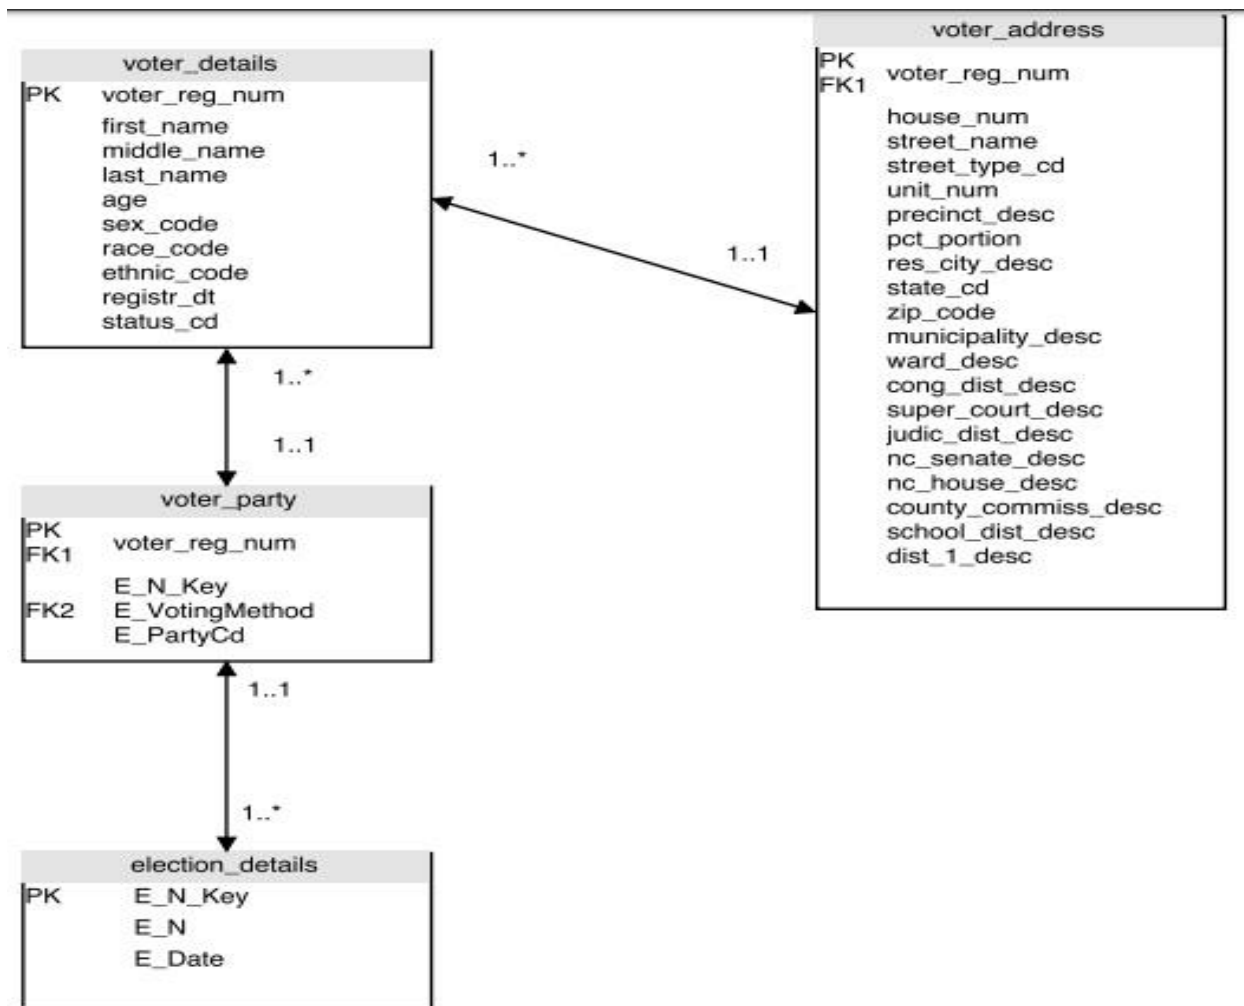 voter_details
PK voter_reg_num
first_name
middle_name
last_name
age
sex_code
race_code
ethnic_code
registr_dt
status_cd
1..*
1..1
voter_address
PK
FK1 voter_reg_num
house_num
street_name
street_type_cd
unit_num
precinct_desc
pct_portion
res_city_desc
state_cd
zip_code
municipality_desc
ward_desc
cong_dist_desc
super_court_desc
judic_dist_desc
nc_senate_desc
nc_house_desc
county_commiss_desc
school_dist_desc
dist_1_desc
1..*
1..1
voter_party
PK
FK1 voter_reg_num
E_N_Key
FK2 E_VotingMethod
E_PartyCd
1..1
1..*
election_details
PK E_N_Key
E_N
E_Date